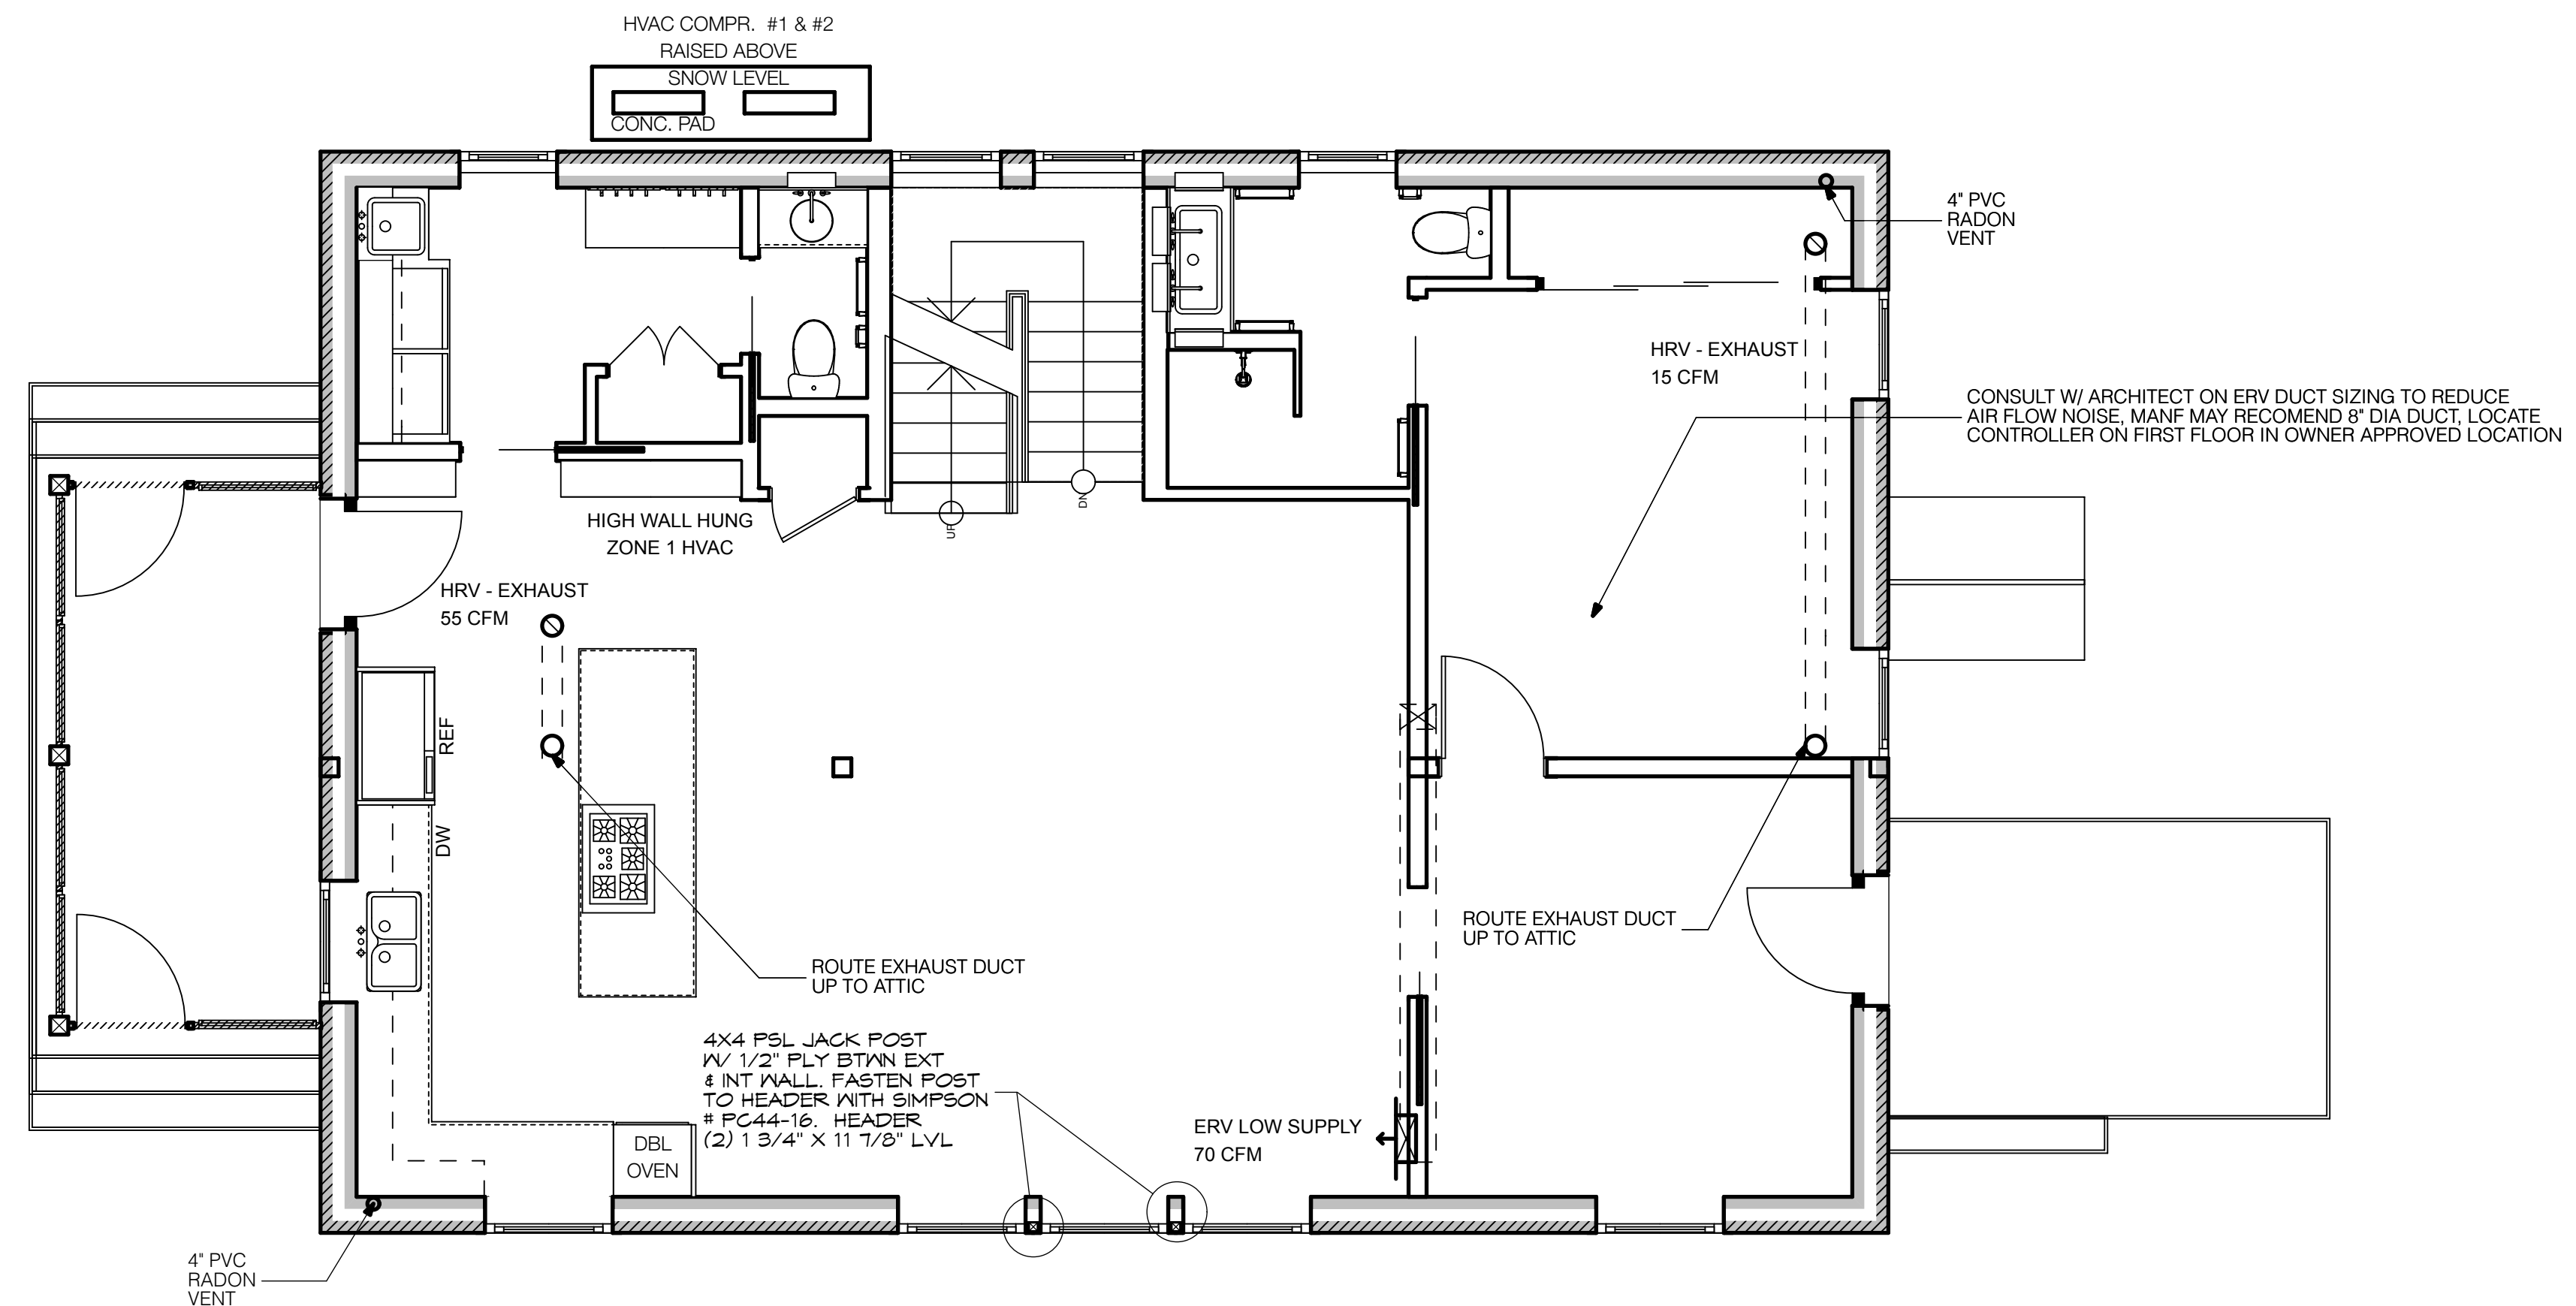 HVAC COMPR. #1 & #2
RAISED ABOVE
SNOW LEVEL
CONC. PAD
4" PVC
RADON
VENT
HRV - EXHAUST
15 CFM
CONSULT W/ ARCHITECT ON ERV DUCT SIZING TO REDUCE
AIR FLOW NOISE, MANF MAY RECOMEND 8" DIA DUCT, LOCATE
CONTROLLER ON FIRST FLOOR IN OWNER APPROVED LOCATION
UP
DN
HIGH WALL HUNG
ZONE 1 HVAC
HRV - EXHAUST
55 CFM
REF
DW
ROUTE EXHAUST DUCT
UP TO ATTIC
ROUTE EXHAUST DUCT
UP TO ATTIC
4X4 PSL JACK POST
W/ 1/2" PLY BTWN EXT
& INT WALL. FASTEN POST
TO HEADER WITH SIMPSON
# PC44-16. HEADER
(2) 1 3/4" X 11 7/8" LVL
ERV LOW SUPPLY
70 CFM
DBL
OVEN
4" PVC
RADON
VENT